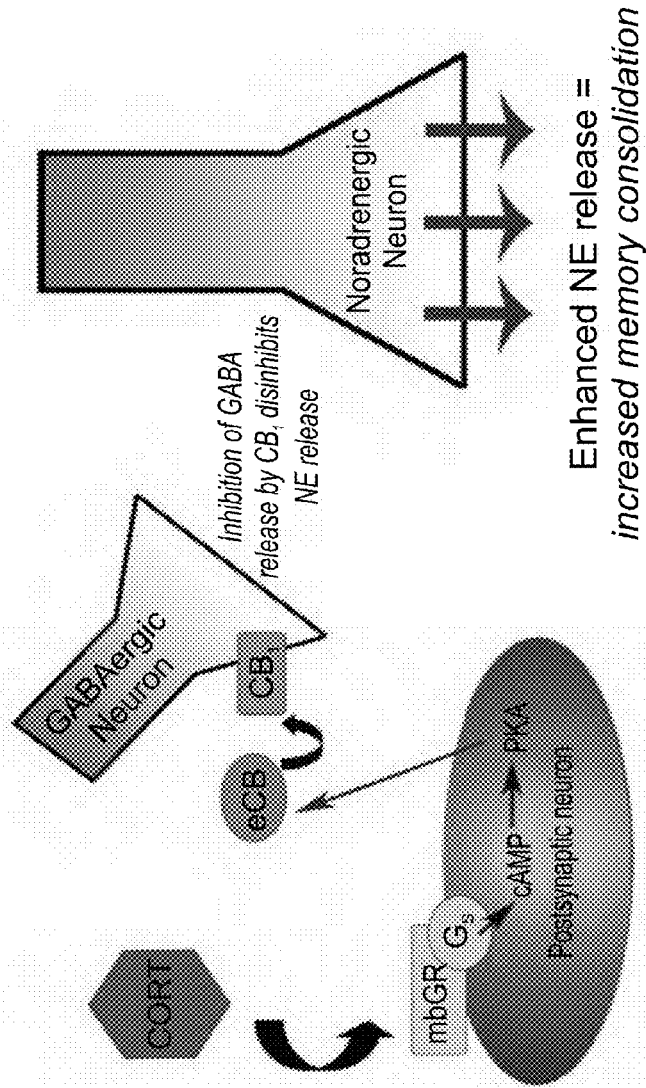 CORT
mbGR
Gs
cAMP
PKA
Postsynaptic neuron
eCB
CB1
GABAergic
Neuron
Inhibition of GABA
release by CB1 disinhibits
NE release
Noradrenergic
Neuron
Enhanced NE release =
increased memory consolidation